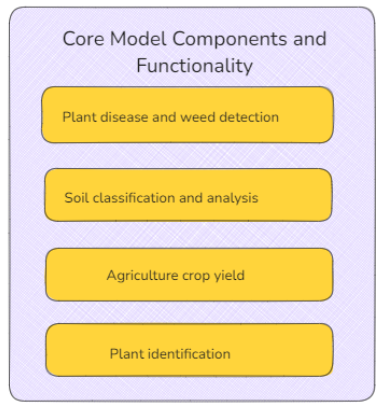 Core Model Components and
Functionality
Plant disease and weed detection
Soil classification and analysis
Agriculture crop yield
Plant identification